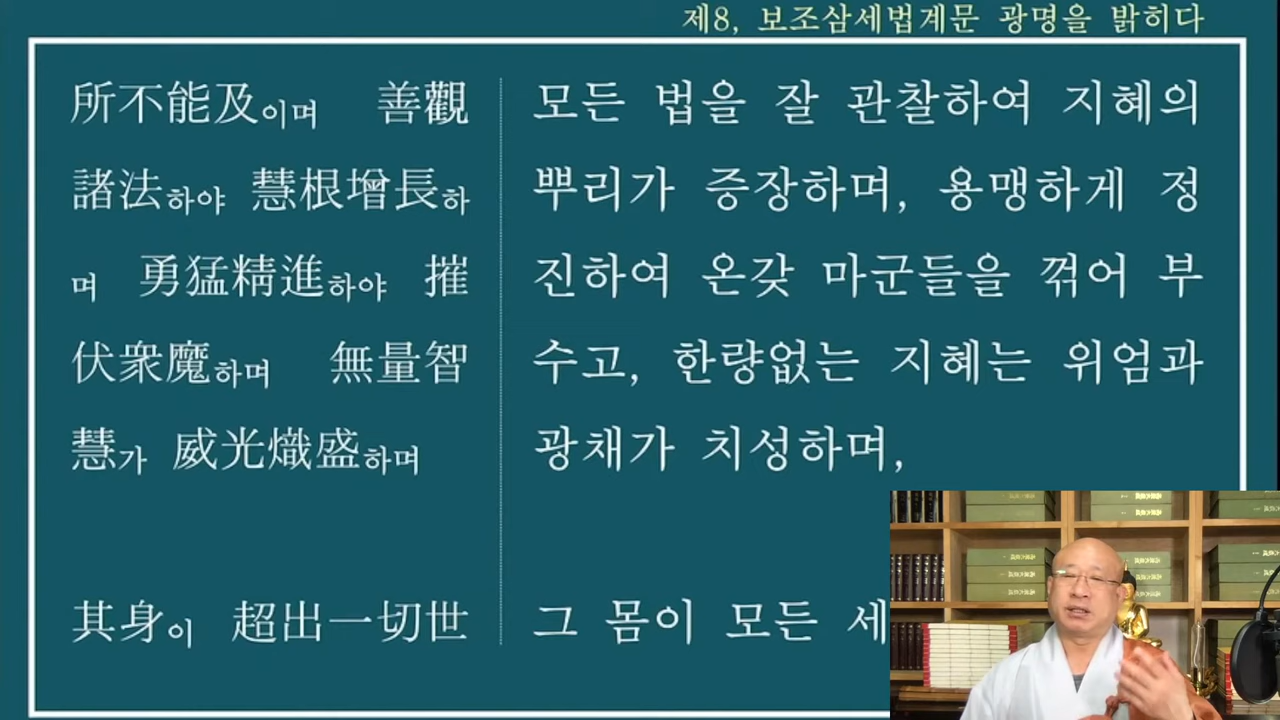 제8, 보조삼세법계문 광명을 밝히다
所不能及이며 善觀
諸法하야 慧根增長하
며 勇猛精進하야 摧
伏衆魔하며 無量智
慧가 威光熾盛하며
其身이 超出一切世
모든 법을 잘 관찰하여 지혜의
뿌리가 증장하며, 용맹하게 정
진하여 온갖 마군들을 꺾어 부
수고, 한량없는 지혜는 위엄과
광채가 치성하며,
그 몸이 모든 세